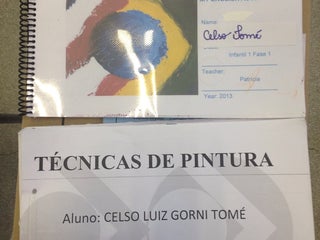 Name:
Celso Tomé
Infantil 1 Fase 1
Teacher:
Patricia
Year: 2013
TÉCNICAS DE PINTURA
Aluno: CELSO LUIZ GORNI TOMÉ